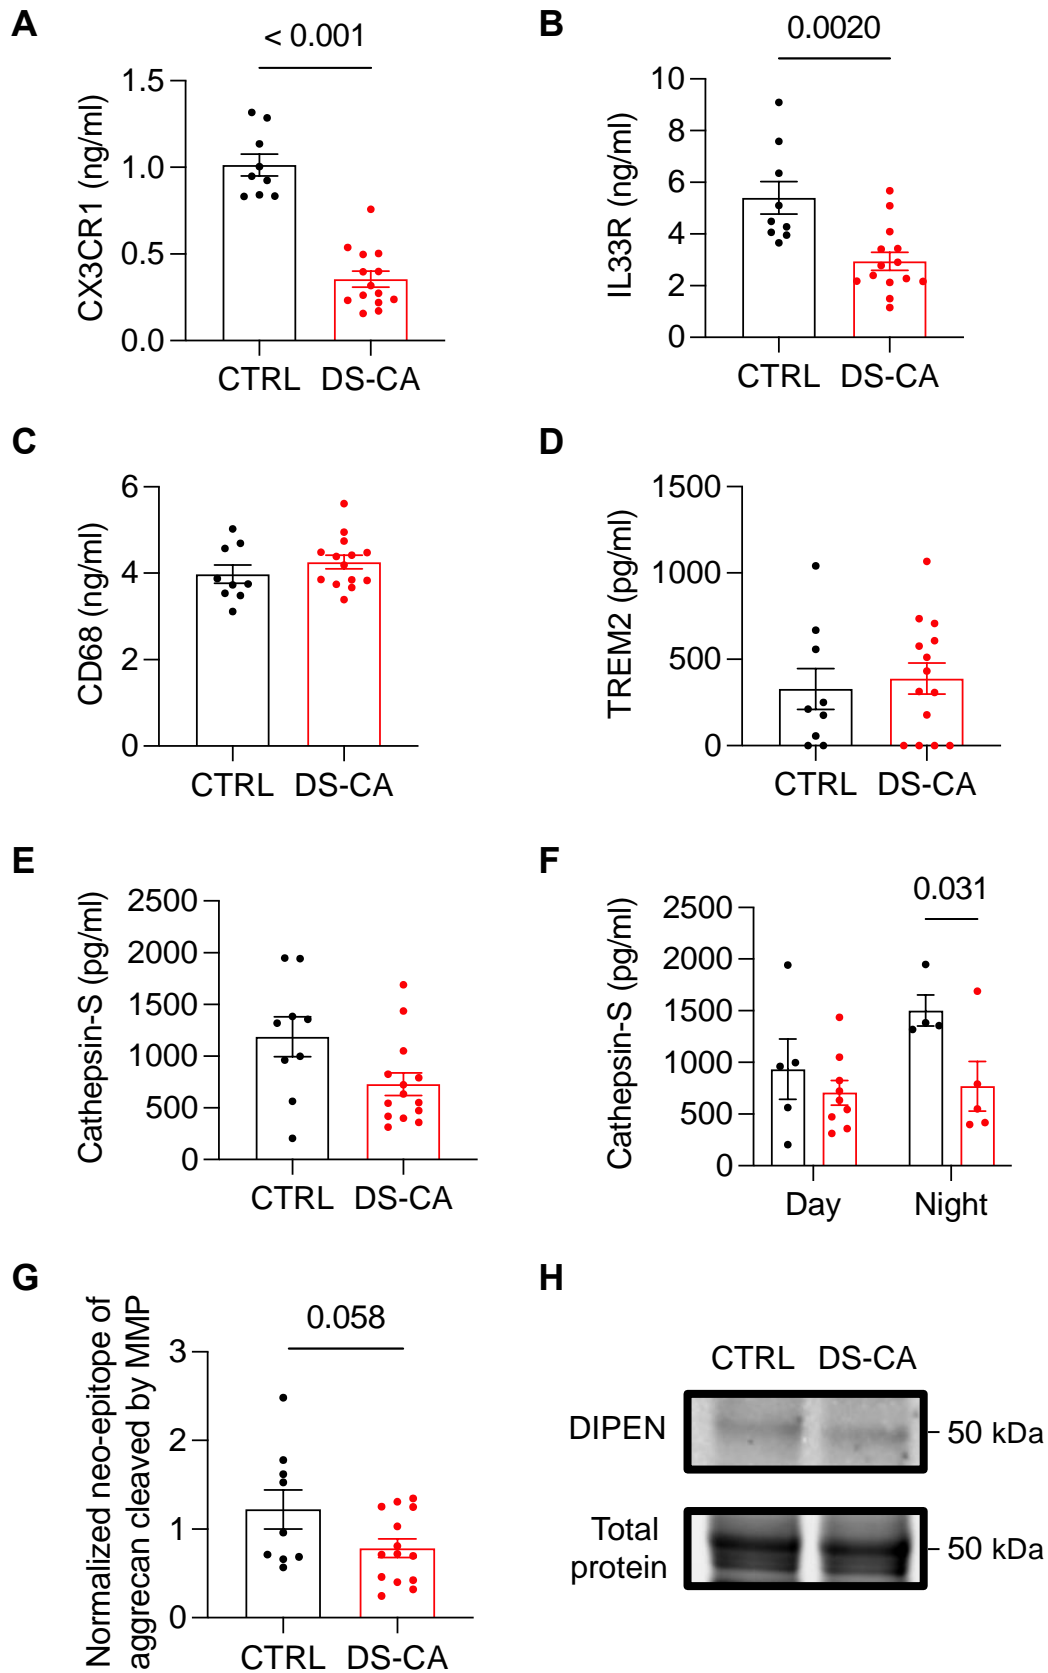 A
< 0.001
CX3CR1 (ng/ml)
1.5
1.0
0.5
0.0
CTRL DS-CA
B
0.0020
IL33R (ng/ml)
10
8
6
4
2
0
CTRL DS-CA
C
CD68 (ng/ml)
6
4
2
0
CTRL DS-CA
D
TREM2 (pg/ml)
1500
1000
500
0
CTRL DS-CA
E
Cathepsin-S (pg/ml)
2500
2000
1500
1000
500
0
CTRL DS-CA
F
0.031
Cathepsin-S (pg/ml)
2500
2000
1500
1000
500
0
Day Night
G
0.058
Normalized neo-epitope of
aggrecan cleaved by MMP
3
2
1
0
CTRL DS-CA
H
CTRL DS-CA
DIPEN
50 kDa
Total
protein
50 kDa